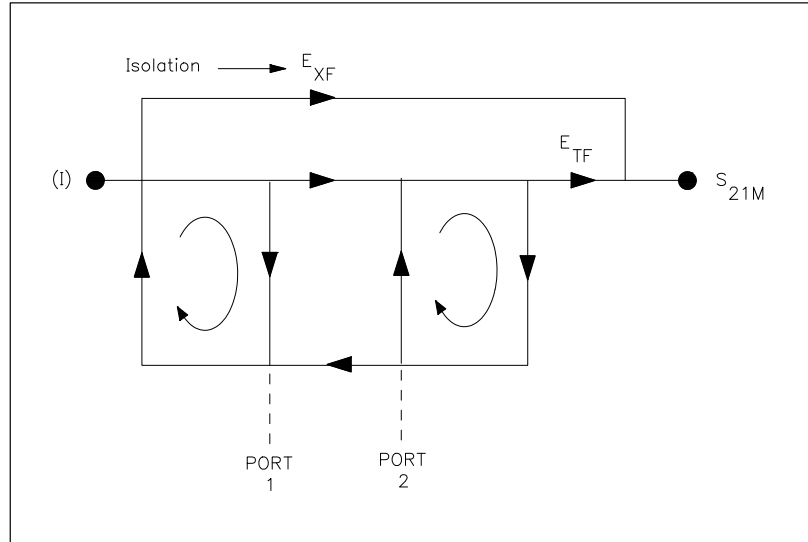 Isolation E_XF
E_TF
(I)
S_21M
PORT 1
PORT 2